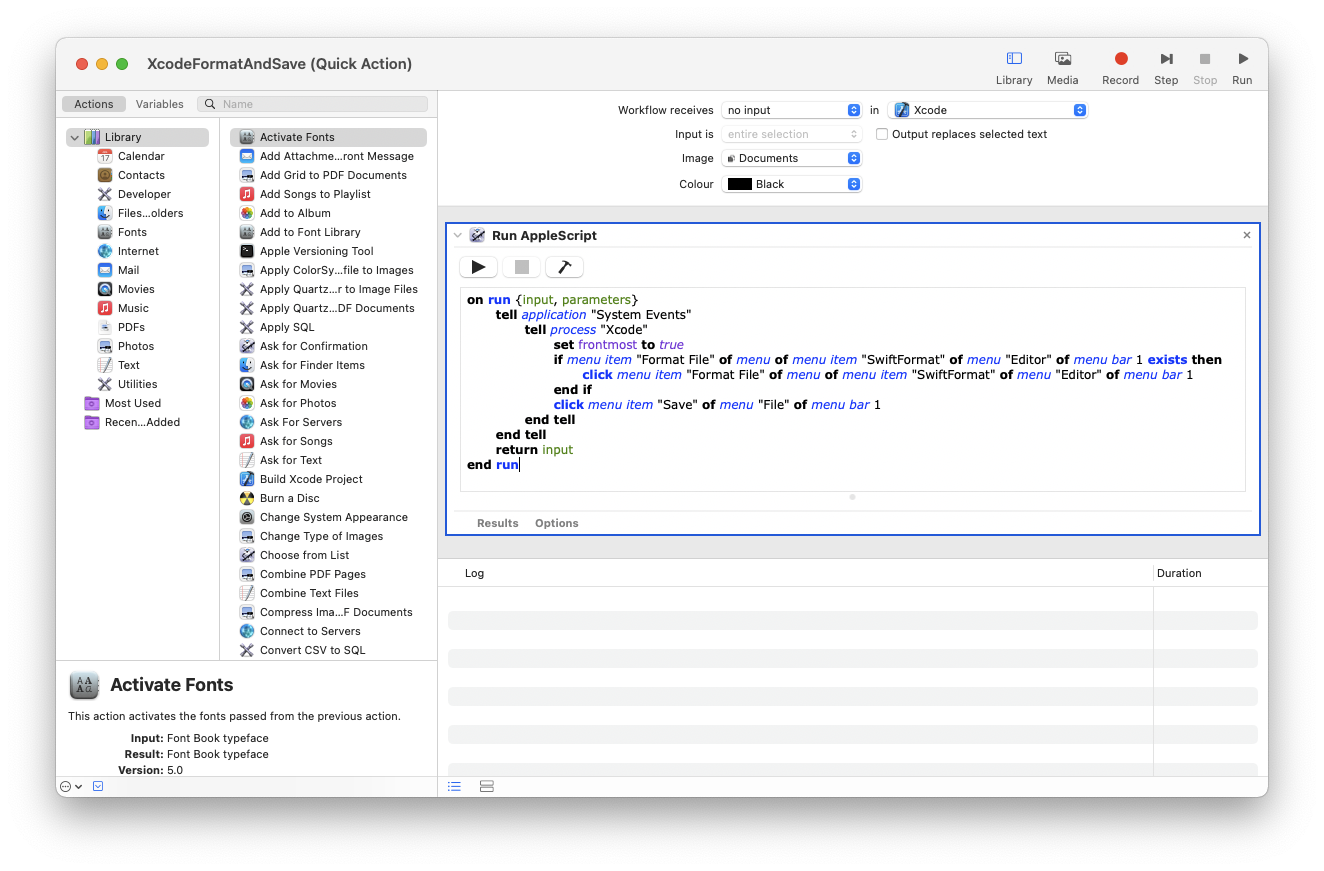 XcodeFormatAndSave (Quick Action)
Library Media Record Step Stop Run
Actions Variables Name
Library
17
Calendar
Contacts
Developer
Files...olders
Fonts
Internet
Mail
Movies
Music
PDFs
Photos
Text
Utilities
Most Used
Recen...Added
Activate Fonts
Add Attachme...ront Message
Add Grid to PDF Documents
Add Songs to Playlist
Add to Album
Add to Font Library
Apple Versioning Tool
Apply ColorSy...file to Images
Apply Quartz...r to Image Files
Apply Quartz...DF Documents
Apply SQL
Ask for Confirmation
Ask for Finder Items
Ask for Movies
Ask for Photos
Ask For Servers
Ask for Songs
Ask for Text
Build Xcode Project
Burn a Disc
Change System Appearance
Change Type of Images
Choose from List
Combine PDF Pages
Combine Text Files
Compress Ima...F Documents
Connect to Servers
Convert CSV to SQL
Activate Fonts
This action activates the fonts passed from the previous action.
Input: Font Book typeface
Result: Font Book typeface
Version: 5.0
Workflow receives no input in Xcode
Input is entire selection Output replaces selected text
Image Documents
Colour Black
Run AppleScript
on run {input, parameters}
tell application "System Events"
tell process "Xcode"
set frontmost to true
if menu item "Format File" of menu of menu item "SwiftFormat" of menu "Editor" of menu bar 1 exists then
click menu item "Format File" of menu of menu item "SwiftFormat" of menu "Editor" of menu bar 1
end if
click menu item "Save" of menu "File" of menu bar 1
end tell
end tell
return input
end run
Results Options
Log Duration